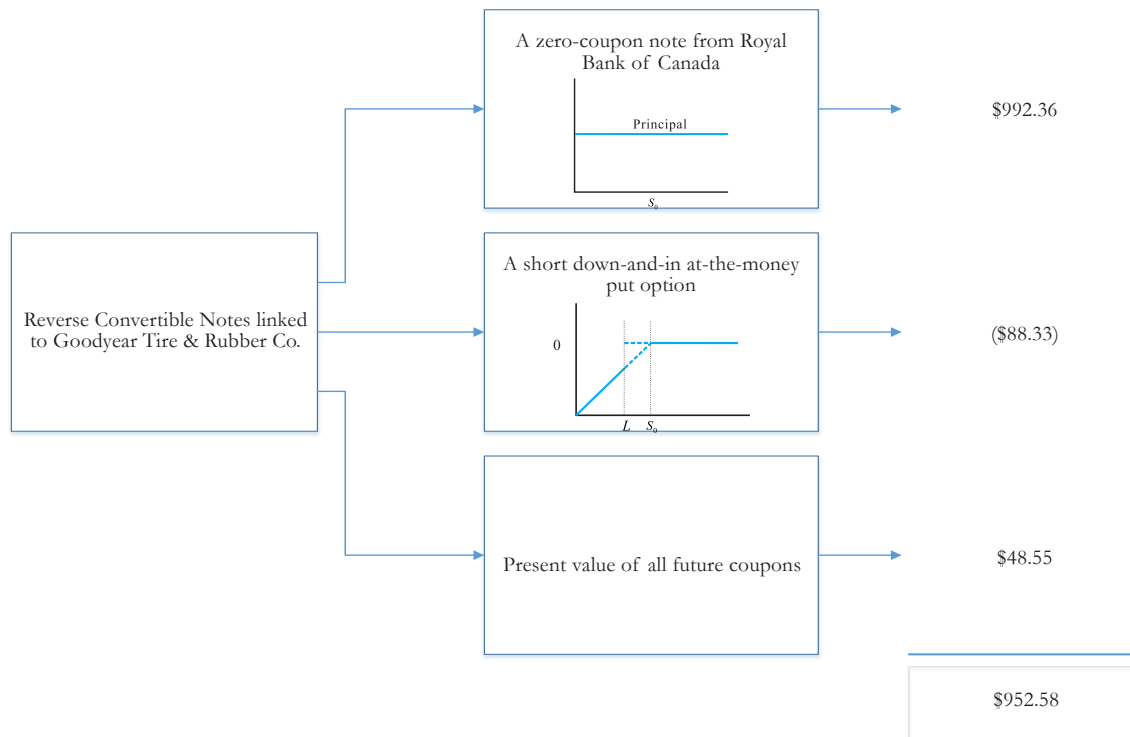 A zero-coupon note from Royal
Bank of Canada
Principal
S₀
$992.36
Reverse Convertible Notes linked
to Goodyear Tire & Rubber Co.
A short down-and-in at-the-money
put option
0
L S₀
($88.33)
Present value of all future coupons
$48.55
$952.58